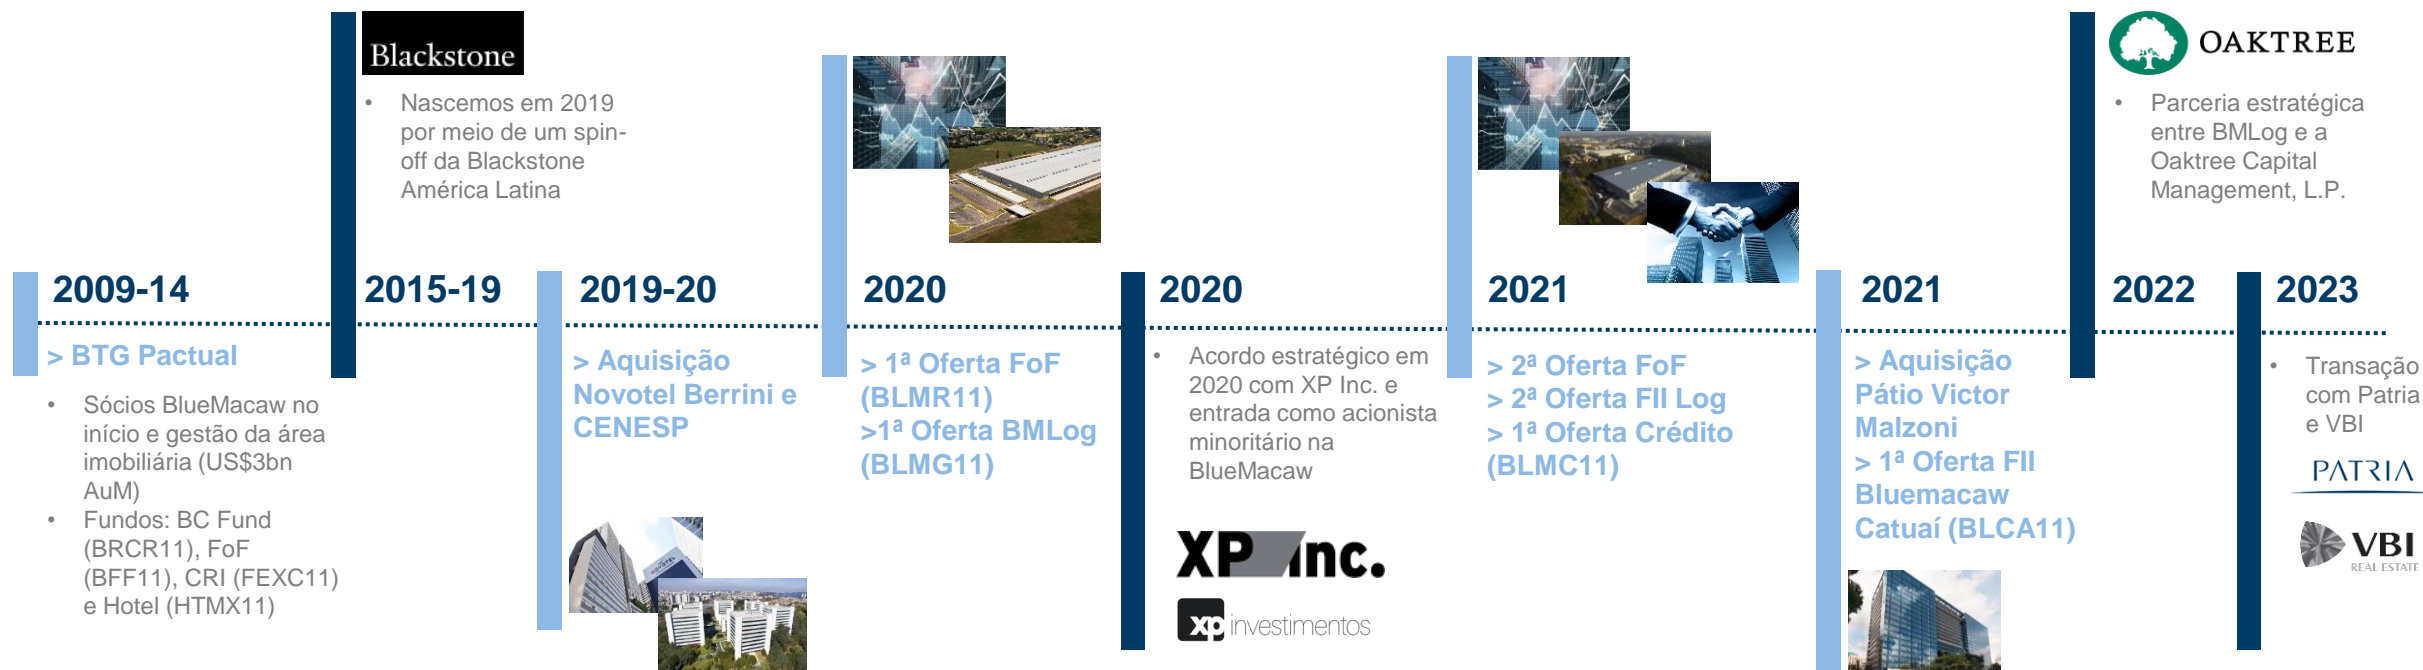 2009-14
> BTG Pactual
• Sócios BlueMacaw no
início e gestão da área
imobiliária (US$3bn
AuM)
• Fundos: BC Fund
(BRCR11), FoF
(BFF11), CRI (FEXC11)
e Hotel (HTMX11)
Blackstone
• Nascemos em 2019
por meio de um spin-
off da Blackstone
América Latina
2015-19
2019-20
> Aquisição
Novotel Berrini e
CENESP
NOVOTEL
2020
> 1ª Oferta FoF
(BLMR11)
>1ª Oferta BMLog
(BLMG11)
2020
• Acordo estratégico em
2020 com XP Inc. e
entrada como acionista
minoritário na
BlueMacaw
XP Inc.
xp investimentos
2021
> 2ª Oferta FoF
> 2ª Oferta FII Log
> 1ª Oferta Crédito
(BLMC11)
2021
> Aquisição
Pátio Victor
Malzoni
> 1ª Oferta FII
Bluemacaw
Catuaí (BLCA11)
OAKTREE
• Parceria estratégica
entre BMLog e a
Oaktree Capital
Management, L.P.
2022
2023
• Transação
com Patria
e VBI
PATRIA
VBI
REAL ESTATE